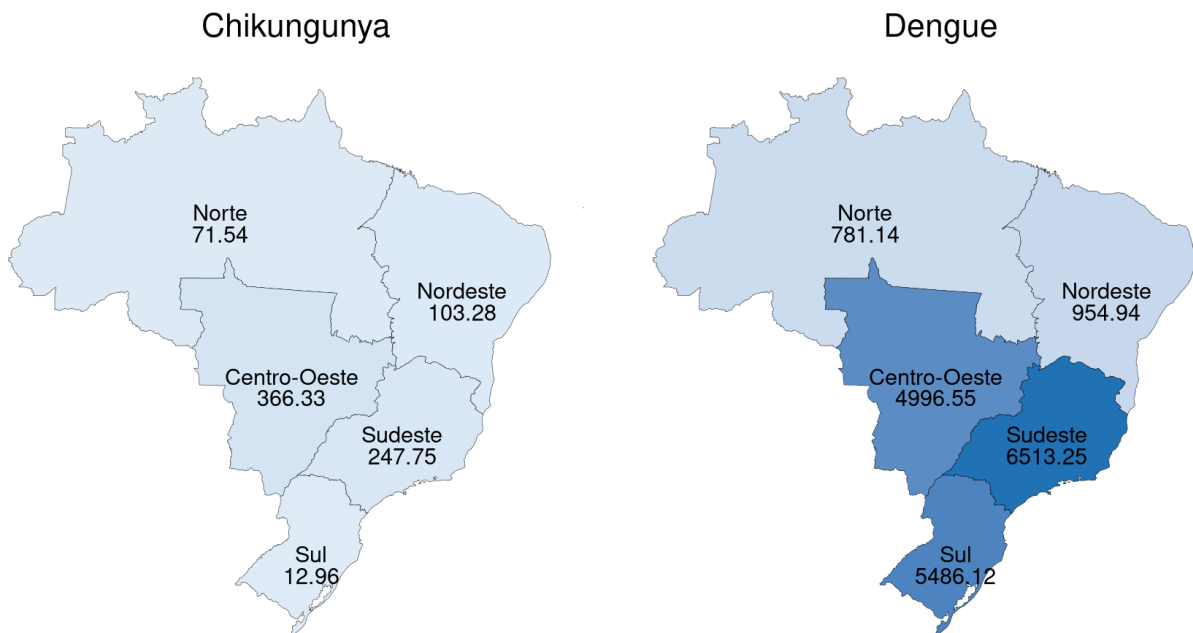 Chikungunya
Norte
71.54
Nordeste
103.28
Centro-Oeste
366.33
Sudeste
247.75
Sul
12.96
Dengue
Norte
781.14
Nordeste
954.94
Centro-Oeste
4996.55
Sudeste
6513.25
Sul
5486.12